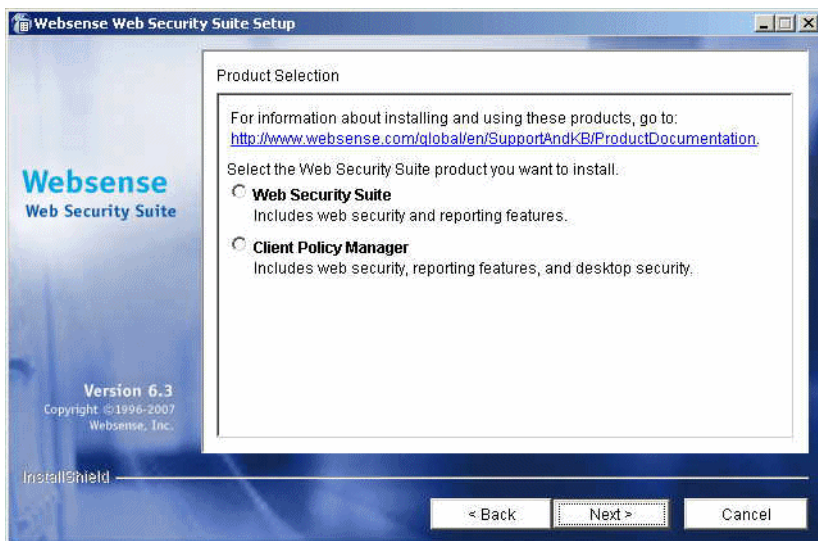 Websense Web Security Suite Setup
Product Selection
For information about installing and using these products, go to:
http://www.websense.com/global/en/SupportAndKB/ProductDocumentation.
Select the Web Security Suite product you want to install.
Web Security Suite
Includes web security and reporting features.
Client Policy Manager
Includes web security, reporting features, and desktop security.
Websense
Web Security Suite
Version 6.3
Copyright ©1996-2007
Websense, Inc.
InstallShield
< Back
Next >
Cancel